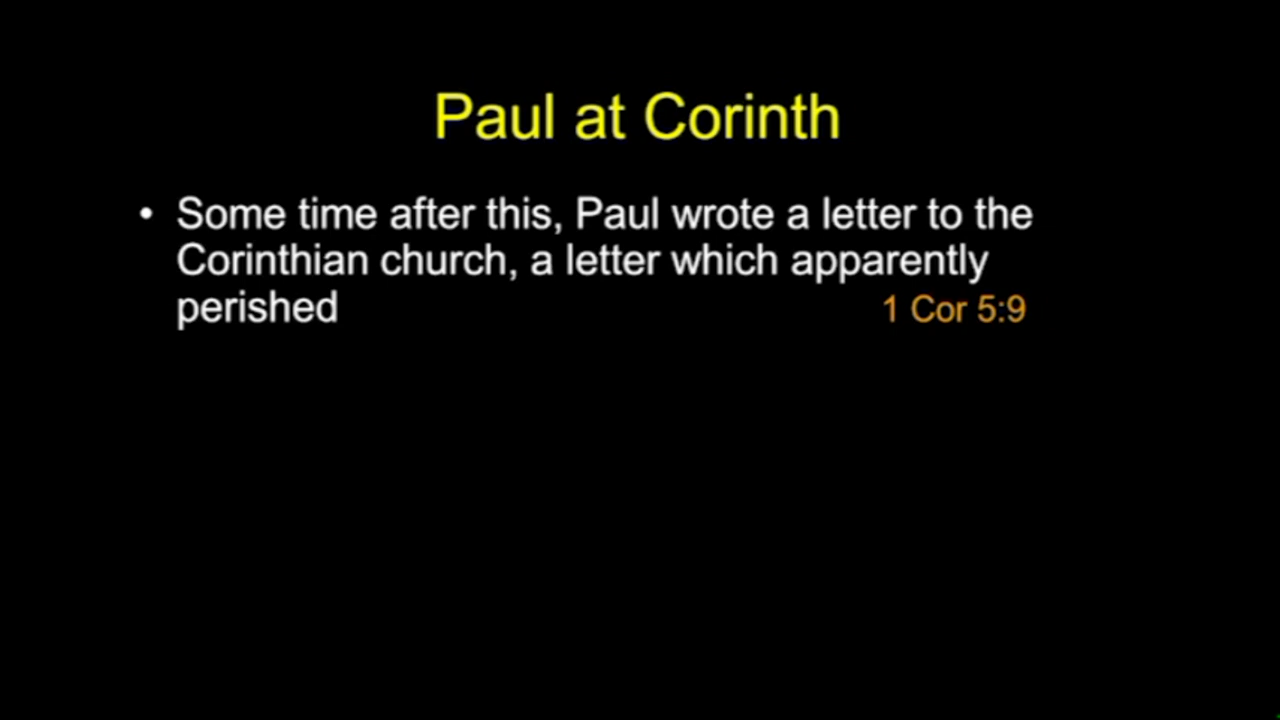 Paul at Corinth
• Some time after this, Paul wrote a letter to the
Corinthian church, a letter which apparently
perished 1 Cor 5:9